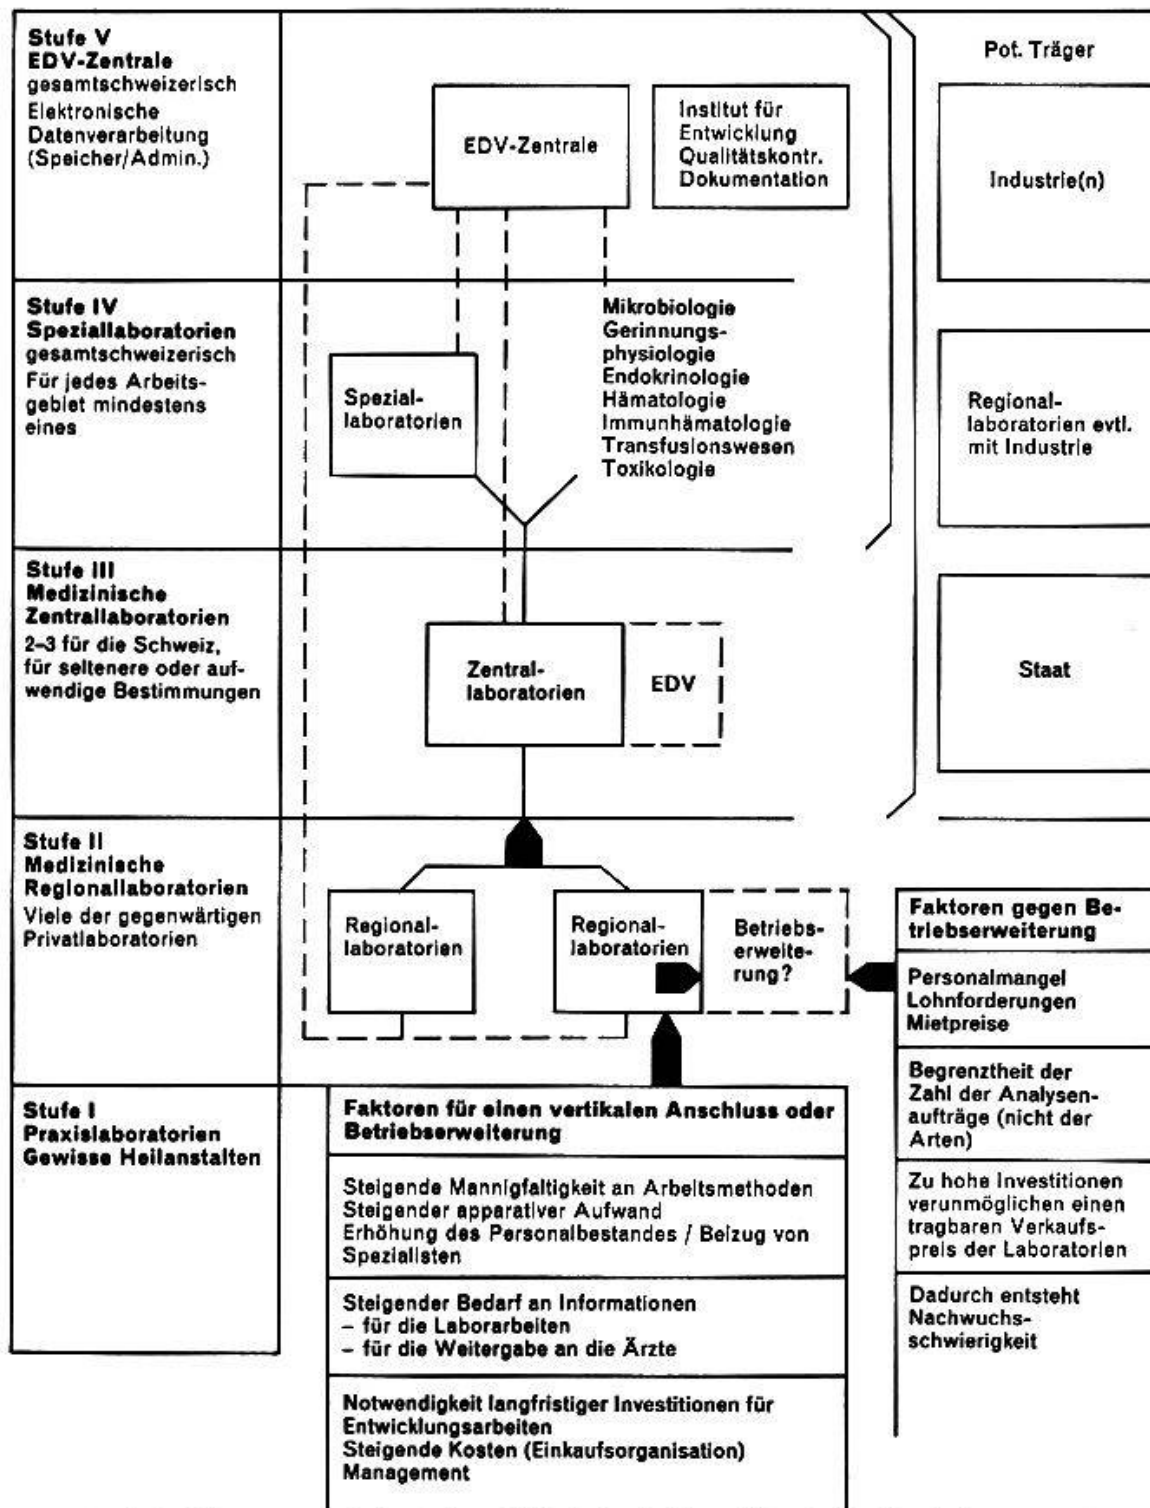 Stufe V
EDV-Zentrale
gesamtschweizerisch
Elektronische
Datenverarbeitung
(Speicher/Admin.)
EDV-Zentrale
Institut für
Entwicklung
Qualitätskontr.
Dokumentation
Pot. Träger
Industrie(n)
Stufe IV
Speziallaboratorien
gesamtschweizerisch
Für jedes Arbeits-
gebiet mindestens
eines
Spezial-
laboratorien
Mikrobiologie
Gerinnungs-
physiologie
Endokrinologie
Hämatologie
Immunhämatologie
Transfusionswesen
Toxikologie
Regional-
laboratorien evtl.
mit Industrie
Stufe III
Medizinische
Zentrallaboratorien
2–3 für die Schweiz,
für seltenere oder auf-
wendige Bestimmungen
Zentral-
laboratorien
EDV
Staat
Stufe II
Medizinische
Regionallaboratorien
Viele der gegenwärtigen
Privatlaboratorien
Regional-
laboratorien
Regional-
laboratorien
Betriebs-
erweite-
rung?
Faktoren gegen Be-
triebserweiterung
Personalmangel
Lohnforderungen
Mietpreise
Begrenztheit der
Zahl der Analysen-
aufträge (nicht der
Arten)
Zu hohe Investitionen
verunmöglichen einen
tragbaren Verkaufs-
preis der Laboratorien
Dadurch entsteht
Nachwuchs-
schwierigkeit
Stufe I
Praxislaboratorien
Gewisse Heilanstalten
Faktoren für einen vertikalen Anschluss oder
Betriebserweiterung
Steigende Mannigfaltigkeit an Arbeitsmethoden
Steigender apparativer Aufwand
Erhöhung des Personalbestandes / Beizug von
Spezialisten
Steigender Bedarf an Informationen
– für die Laborarbeiten
– für die Weitergabe an die Ärzte
Notwendigkeit langfristiger Investitionen für
Entwicklungsarbeiten
Steigende Kosten (Einkaufsorganisation)
Management